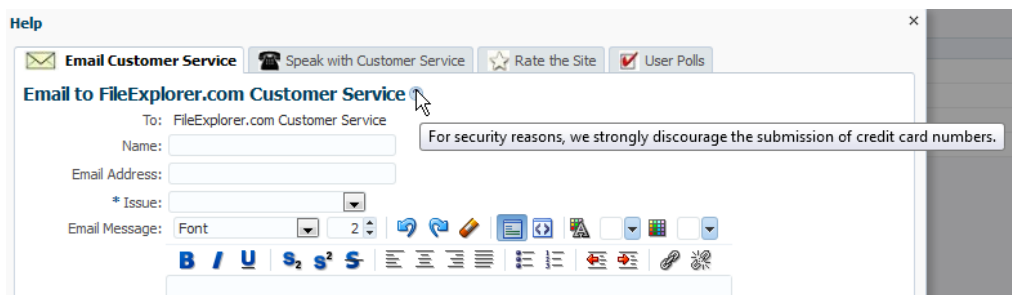 Help
Email Customer Service Speak with Customer Service Rate the Site User Polls
Email to FileExplorer.com Customer Service
To: FileExplorer.com Customer Service
For security reasons, we strongly discourage the submission of credit card numbers.
Name:
Email Address:
* Issue:
Email Message: Font 2
B I U S2 S2 S